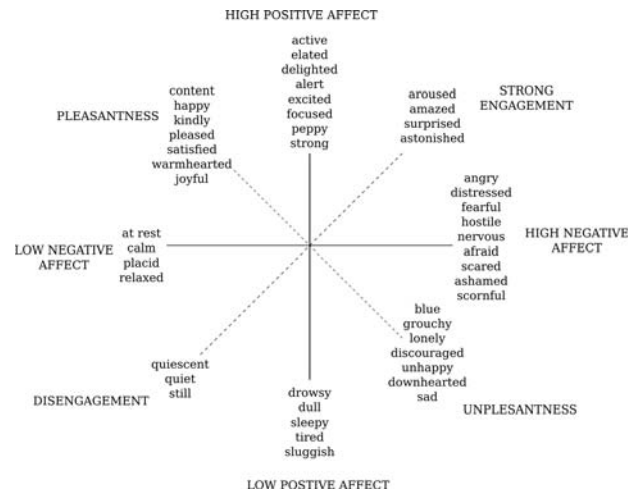 HIGH POSITIVE AFFECT
active
elated
delighted
alert
excited
focused
peppy
strong
PLEASANTNESS
content
happy
kindly
pleased
satisfied
warmhearted
joyful
aroused
amazed
surprised
astonished
STRONG
ENGAGEMENT
LOW NEGATIVE
AFFECT
at rest
calm
placid
relaxed
angry
distressed
fearful
hostile
nervous
afraid
scared
ashamed
scornful
HIGH NEGATIVE
AFFECT
DISENGAGEMENT
quiescent
quiet
still
drowsy
dull
sleepy
tired
sluggish
LOW POSTIVE AFFECT
blue
grouchy
lonely
discouraged
unhappy
downhearted
sad
UNPLESANTNESS